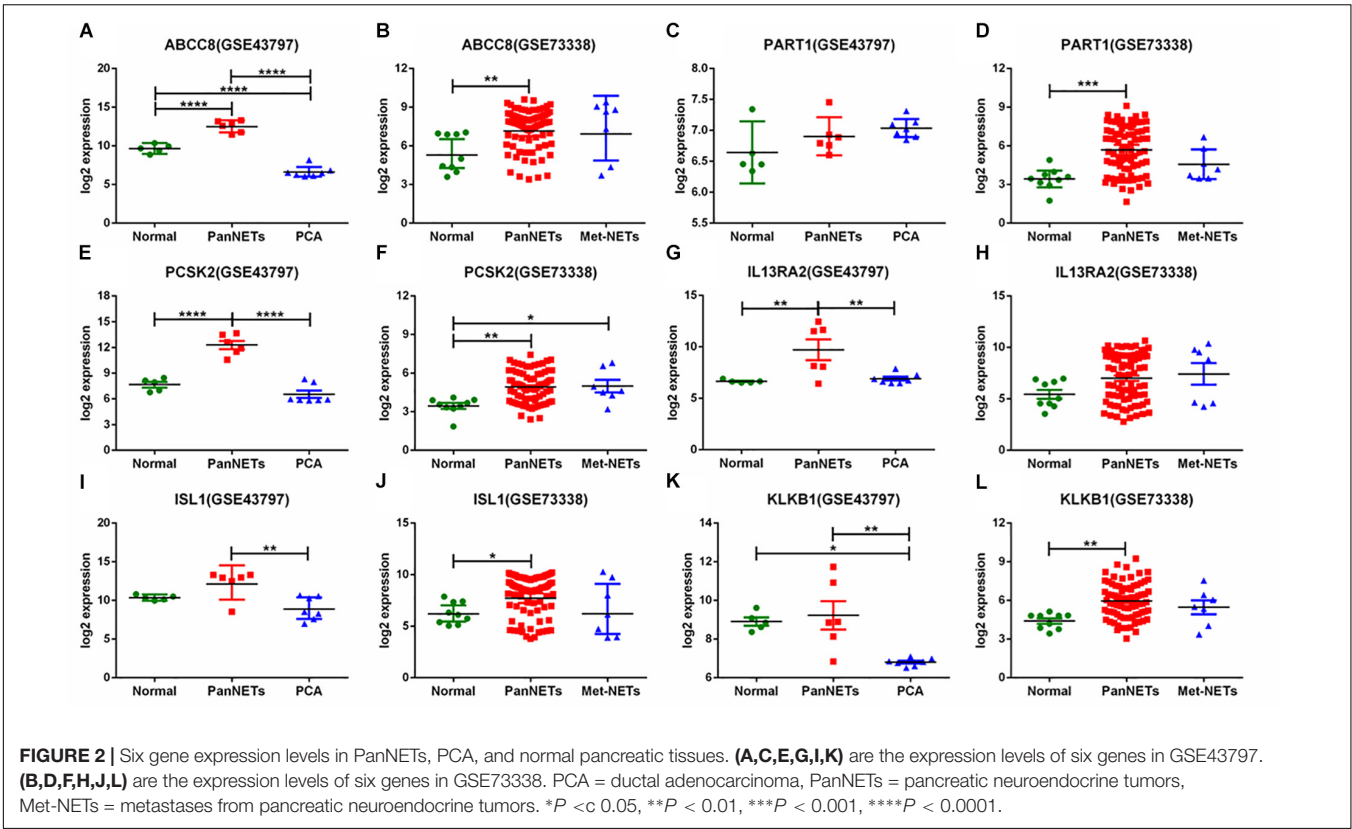 A
ABCC8(GSE43797)
log2 expression
20
15
10
5
0
****
****
****
Normal PanNETs PCA
B
ABCC8(GSE73338)
log2 expression
12
9
6
3
0
**
Normal PanNETs Met-NETs
C
PART1(GSE43797)
log2 expression
8.0
7.5
7.0
6.5
6.0
5.5
Normal PanNETs PCA
D
PART1(GSE73338)
log2 expression
12
9
6
3
0
***
Normal PanNETs Met-NETs
E
PCSK2(GSE43797)
log2 expression
18
15
12
9
6
3
0
**** ****
Normal PanNETs PCA
F
PCSK2(GSE73338)
log2 expression
12
9
6
3
0
*
**
Normal PanNETs Met-NETs
G
IL13RA2(GSE43797)
log2 expression
15
10
5
0
** **
Normal PanNETs PCA
H
IL13RA2(GSE73338)
log2 expression
15
10
5
0
Normal PanNETs Met-NETs
I
ISL1(GSE43797)
log2 expression
20
15
10
5
0
**
Normal PanNETs PCA
J
ISL1(GSE73338)
log2 expression
15
10
5
0
*
Normal PanNETs Met-NETs
K
KLKB1(GSE43797)
log2 expression
14
12
10
8
6
**
*
Normal PanNETs PCA
L
KLKB1(GSE73338)
log2 expression
12
9
6
3
0
**
Normal PanNETs Met-NETs
FIGURE 2 | Six gene expression levels in PanNETs, PCA, and normal pancreatic tissues. (A,C,E,G,I,K) are the expression levels of six genes in GSE43797.
(B,D,F,H,J,L) are the expression levels of six genes in GSE73338. PCA = ductal adenocarcinoma, PanNETs = pancreatic neuroendocrine tumors,
Met-NETs = metastases from pancreatic neuroendocrine tumors. *P <c 0.05, **P < 0.01, ***P < 0.001, ****P < 0.0001.